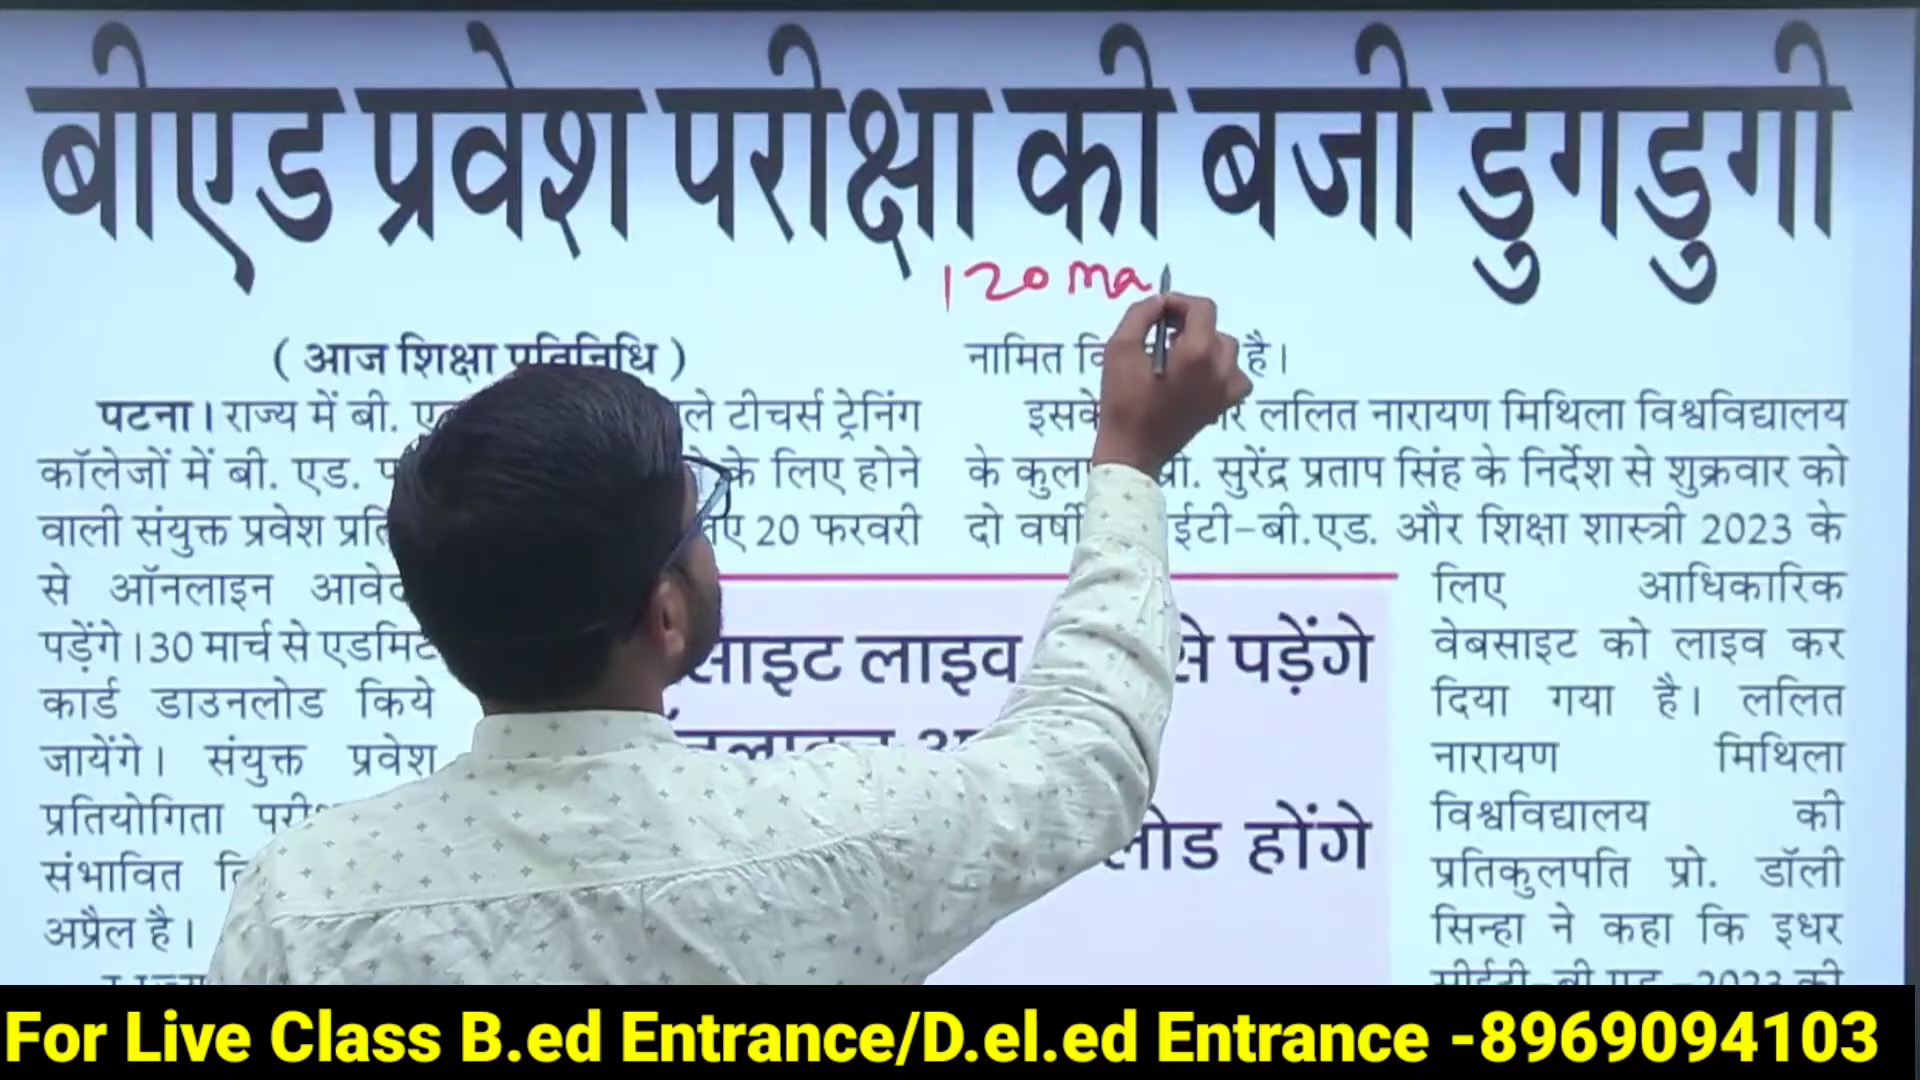 बीएड प्रवेश परीक्षा की बजी डुगडुगी
120 ma
( आज शिक्षा प्रतिनिधि )
पटना। राज्य में बी. ले टीचर्स ट्रेनिंग
कॉलेजों में बी. एड. के लिए होने
वाली संयुक्त प्रवेश 20 फरवरी
से ऑनलाइन
पड़ेंगे।30 मार्च से एडमिट
कार्ड डाउनलोड किये
जायेंगे। संयुक्त प्रवेश
प्रतियोगिता
संभावित
अप्रैल है।
साइट लाइव से पड़ेंगे
लोड होंगे
नामित है।
ललित नारायण मिथिला विश्वविद्यालय
के प्रो. सुरेंद्र प्रताप सिंह के निर्देश से शुक्रवार को
दो वर्षी ईटी-बी.एड. और शिक्षा शास्त्री 2023 के
लिए आधिकारिक
वेबसाइट को लाइव कर
दिया गया है। ललित
नारायण मिथिला
विश्वविद्यालय की
प्रतिकुलपति प्रो. डॉली
सिन्हा ने कहा कि इधर
सीईटी-बी.एड.-2023 की
For Live Class B.ed Entrance/D.el.ed Entrance -8969094103